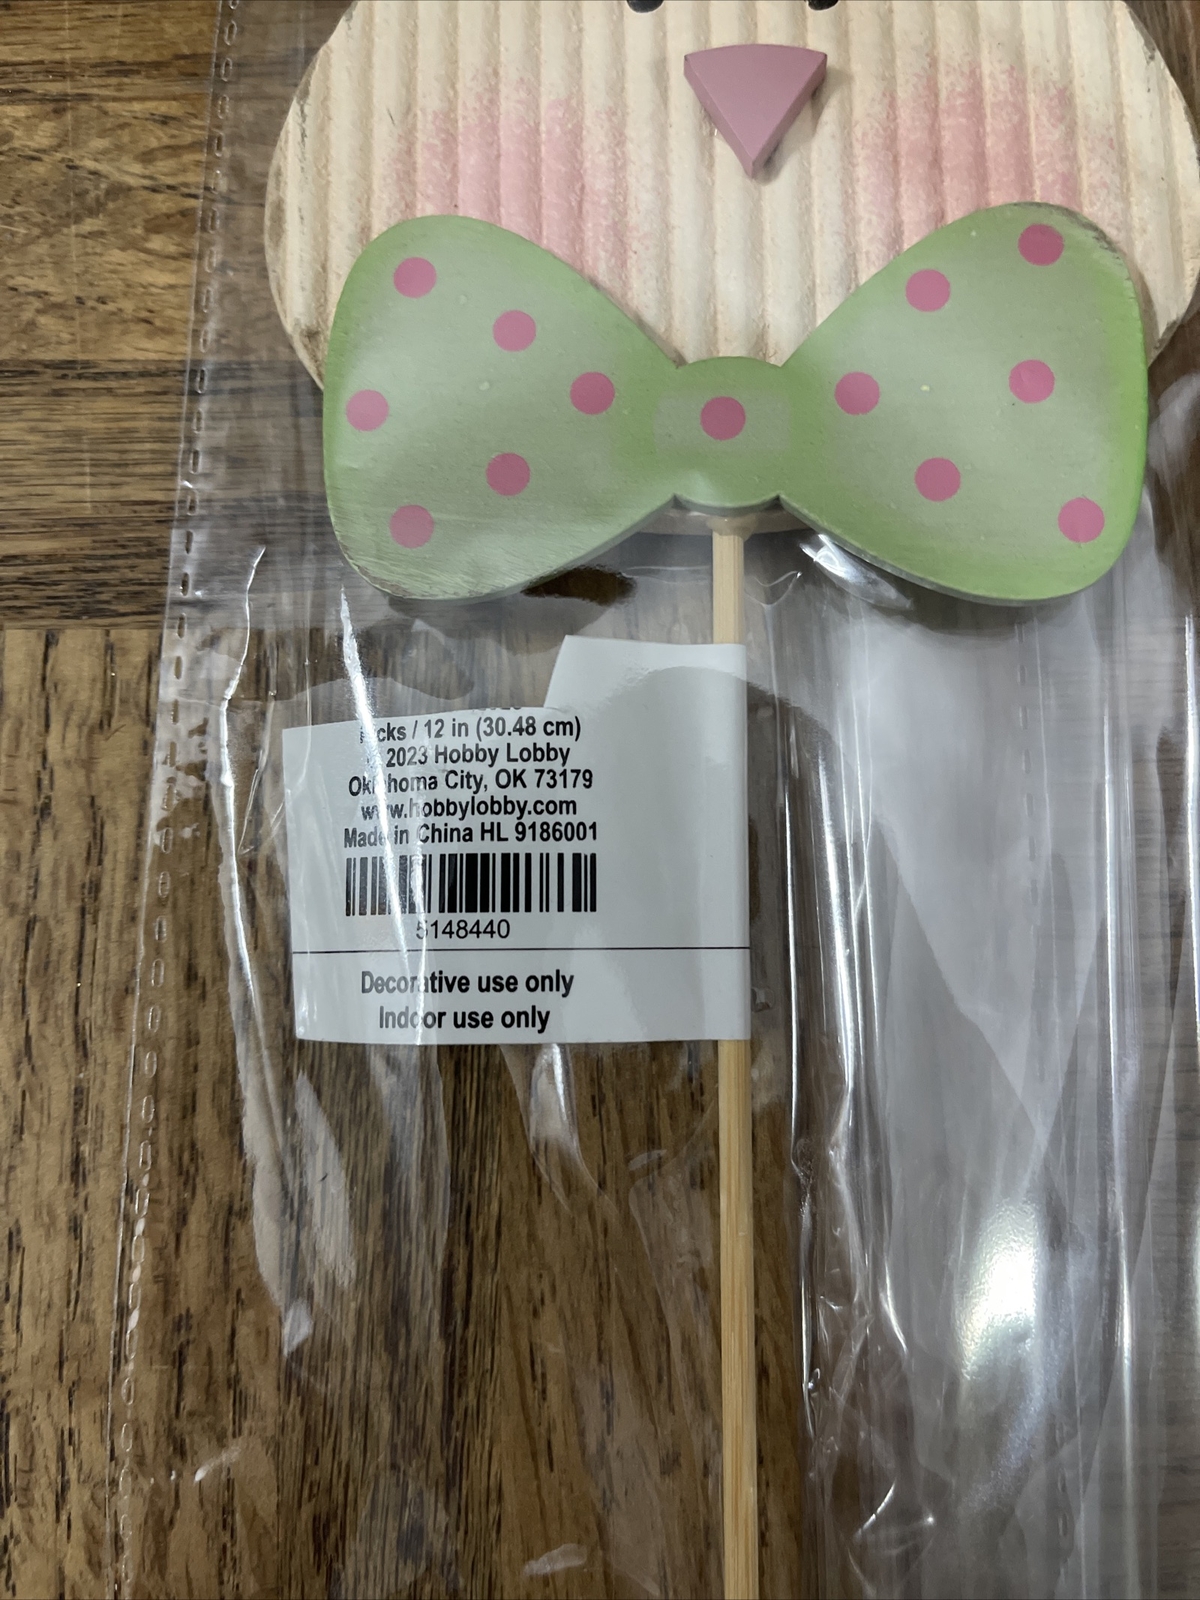 / 12 in (30.48 cm)
2023 Hobby Lobby
Oklahoma City, OK 73179
www.hobbylobby.com
Made in China HL 9186001
5148440
Decorative use only
Indoor use only